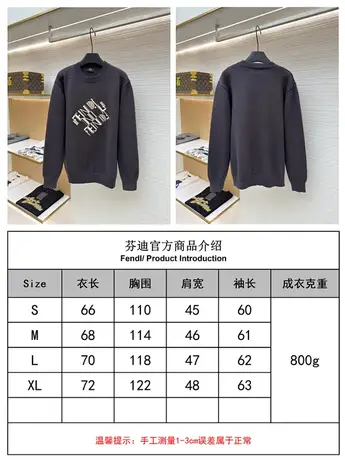 芬迪官方商品介绍
Fendi/ Product Introduction
Size 衣长 胸围 肩宽 袖长 成衣克重
S 66 110 45 60
M 68 114 46 61
L 70 118 47 62 800g
XL 72 122 48 63
温馨提示：手工测量1-3cm误差属于正常